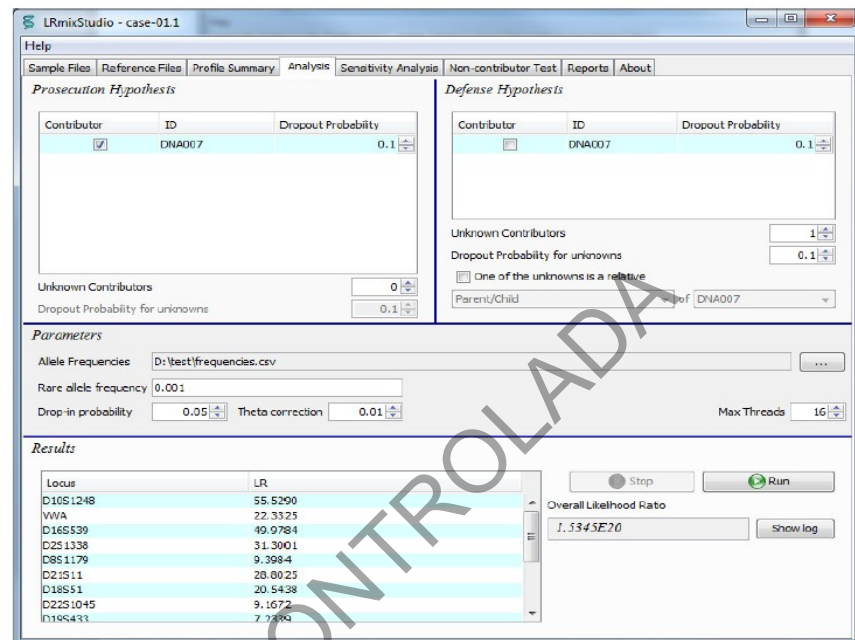 LRmixStudio - case-01.1
Help
Sample Files Reference Files Profile Summary Analysis Sensitivity Analysis Non-contributor Test Reports About
Prosecution Hypothesis
Contributor ID Dropout Probability
DNA007 0.1
Unknown Contributors 0
Dropout Probability for unknowns 0.1
Defense Hypothesis
Contributor ID Dropout Probability
DNA007 0.1
Unknown Contributors 1
Dropout Probability for unknowns 0.1
One of the unknowns is a relative
Parent/Child of DNA007
Parameters
Allele Frequencies D:\test\frequencies.csv ...
Rare allele frequency 0.001
Drop-in probability 0.05 Theta correction 0.01 Max Threads 16
Results
Locus LR
D10S1248 55.5290
VWA 22.3325
D16S539 49.9784
D2S1338 31.3001
D8S1179 9.3984
D21S11 28.8025
D18S51 20.5438
D22S1045 9.1672
D19S433 7.2339
Stop Run
Overall Likelihood Ratio
1.5345E20 Show log
ONTROLADA